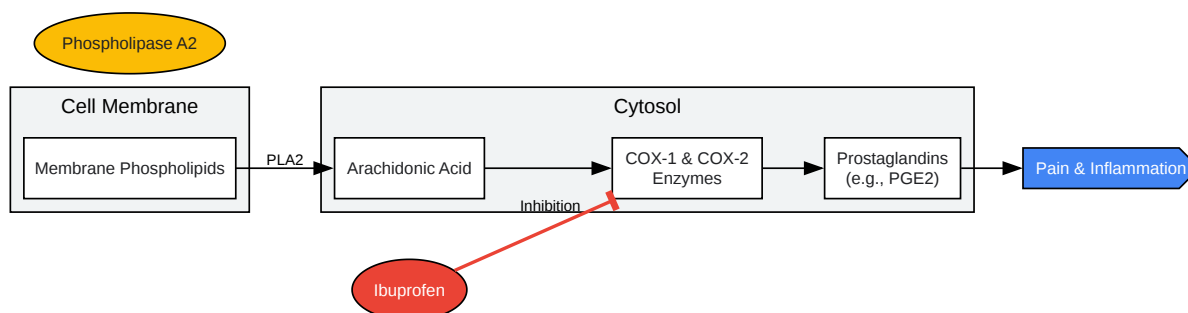 Phospholipase A2
Cell Membrane
Cytosol
Membrane Phospholipids
PLA2
Arachidonic Acid
COX-1 & COX-2
Enzymes
Prostaglandins
(e.g., PGE2)
Pain & Inflammation
Inhibition
Ibuprofen